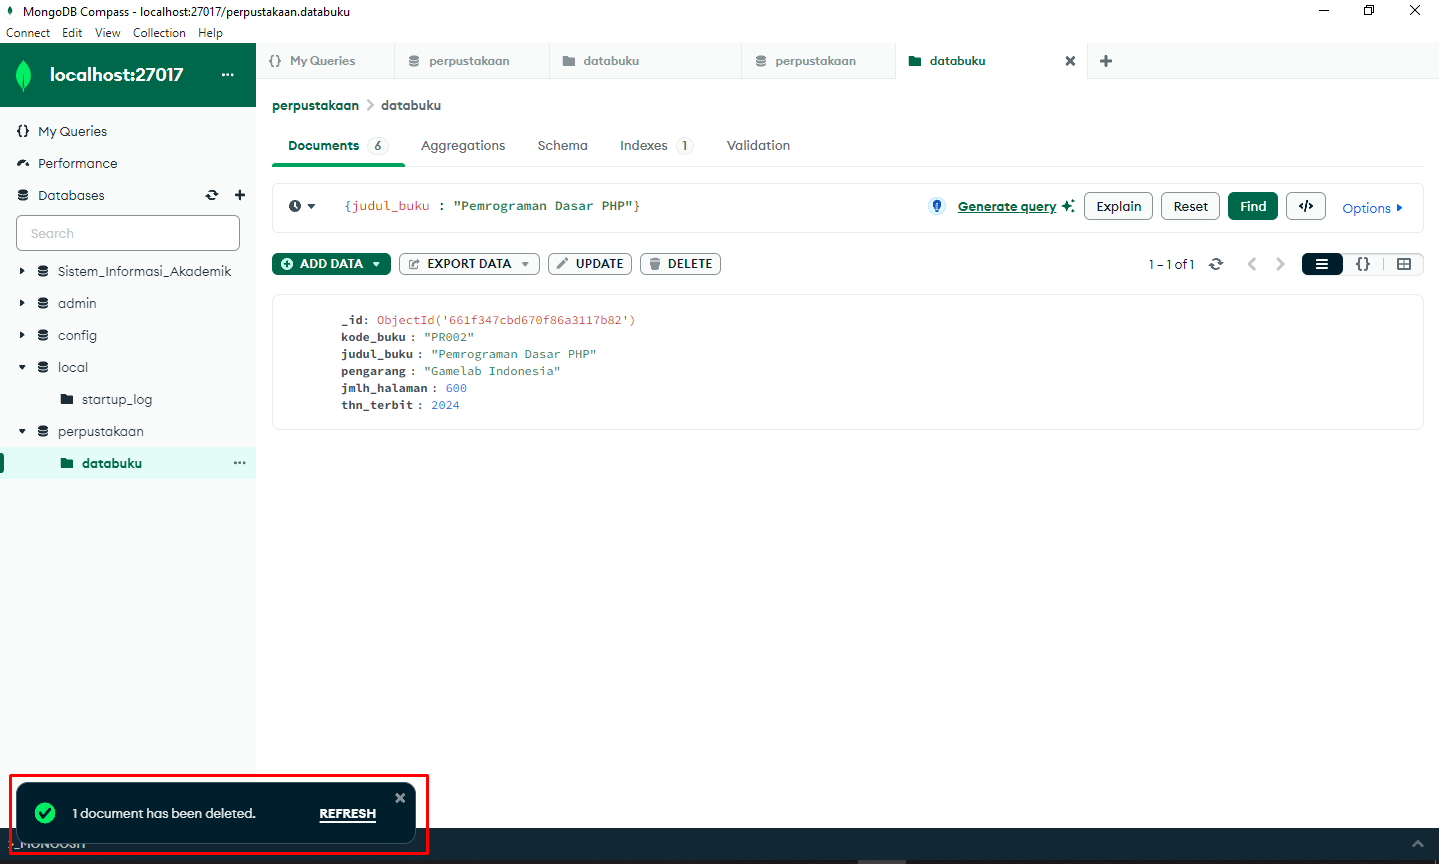 MongoDB Compass - localhost:27017/perpustakaan.databuku
Connect Edit View Collection Help
localhost:27017 ...
{} My Queries
perpustakaan
databuku
perpustakaan
databuku
perpustakaan > databuku
{} My Queries
Performance
Databases
Search
Sistem_Informasi_Akademik
admin
config
local
startup_log
perpustakaan
databuku ...
Documents 6 Aggregations Schema Indexes 1 Validation
{judul_buku : "Pemrograman Dasar PHP"}
Generate query Explain Reset Find </> Options
ADD DATA EXPORT DATA UPDATE DELETE
1 – 1 of 1 {}
_id: ObjectId('661f347cbd670f86a3117b82')
kode_buku : "PR002"
judul_buku : "Pemrograman Dasar PHP"
pengarang : "Gamelab Indonesia"
jmlh_halaman : 600
thn_terbit : 2024
1 document has been deleted. REFRESH
>_MONGOSH